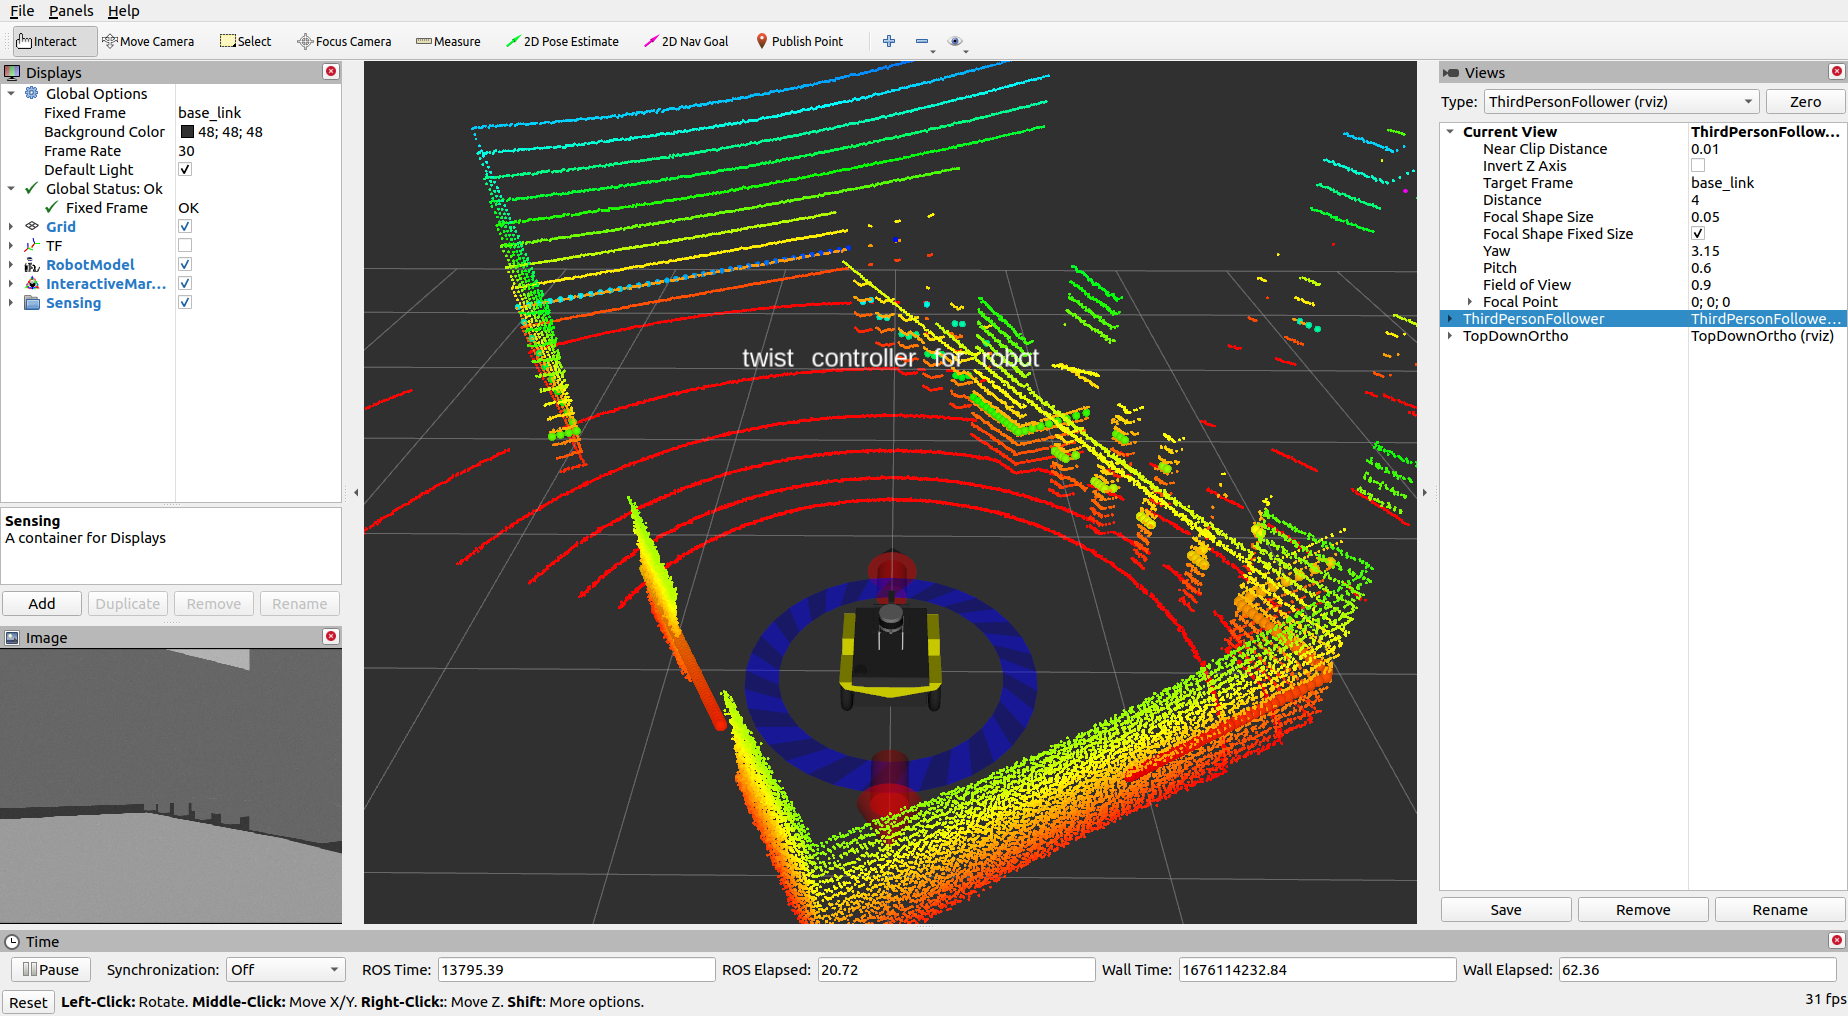 File Panels Help
Interact Move Camera Select Focus Camera Measure 2D Pose Estimate 2D Nav Goal Publish Point
Displays
Global Options
Fixed Frame base_link
Background Color 48; 48; 48
Frame Rate 30
Default Light
Global Status: Ok
Fixed Frame OK
Grid
TF
RobotModel
InteractiveMar...
Sensing
Sensing
A container for Displays
Add Duplicate Remove Rename
Image
twist controller for robot
Views
Type: ThirdPersonFollower (rviz) Zero
Current View ThirdPersonFollow...
Near Clip Distance 0.01
Invert Z Axis
Target Frame base_link
Distance 4
Focal Shape Size 0.05
Focal Shape Fixed Size
Yaw 3.15
Pitch 0.6
Field of View 0.9
Focal Point 0; 0; 0
ThirdPersonFollower ThirdPersonFollowe...
TopDownOrtho TopDownOrtho (rviz)
Save Remove Rename
Time
Pause Synchronization: Off ROS Time: 13795.39 ROS Elapsed: 20.72 Wall Time: 1676114232.84 Wall Elapsed: 62.36
Reset Left-Click: Rotate. Middle-Click: Move X/Y. Right-Click:: Move Z. Shift: More options. 31 fps